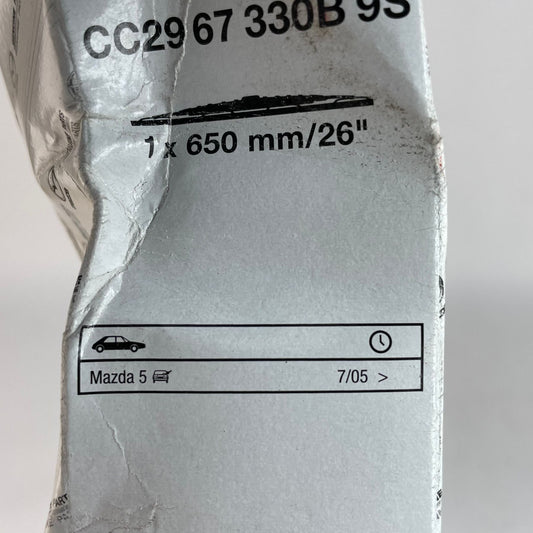 CC29 67 330B 9S
1 x 650 mm/26"
Mazda 5 7/05 >